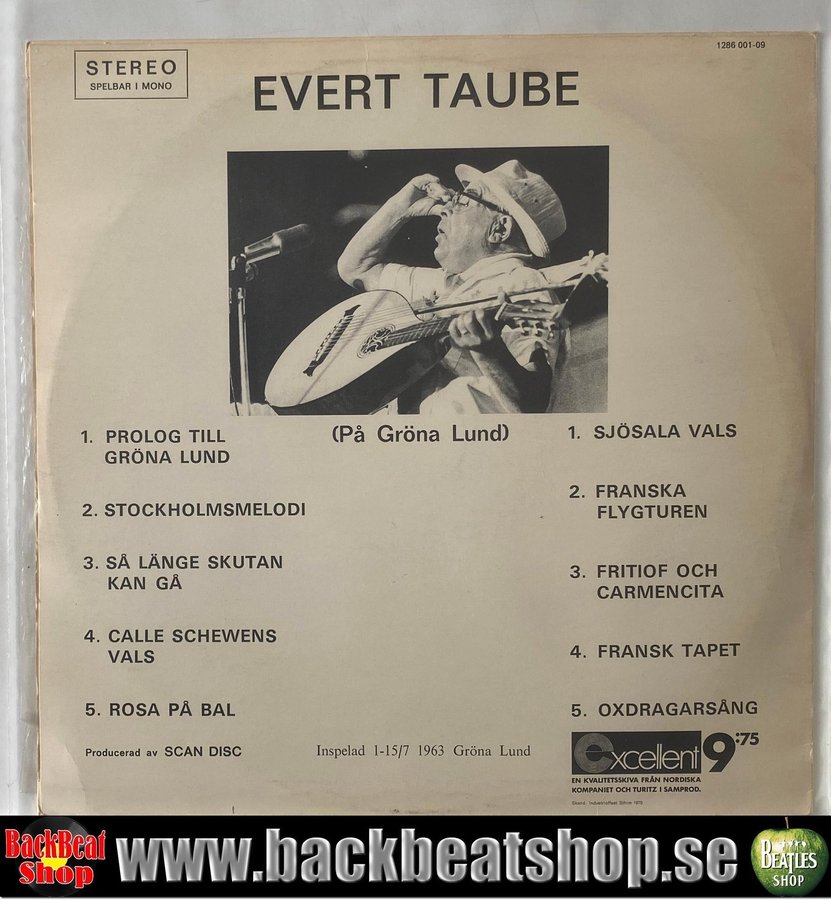 1286 001-09
STEREO
SPELBAR I MONO
EVERT TAUBE
(På Gröna Lund)
1. PROLOG TILL
GRÖNA LUND
2. STOCKHOLMSMELODI
3. SÅ LÄNGE SKUTAN
KAN GÅ
4. CALLE SCHEWENS
VALS
5. ROSA PÅ BAL
1. SJÖSALA VALS
2. FRANSKA
FLYGTUREN
3. FRITIOF OCH
CARMENCITA
4. FRANSK TAPET
5. OXDRAGARSÅNG
Producerad av SCAN DISC
Inspelad 1-15/7 1963 Gröna Lund
excellent 9:75
EN KVALITETSSKIVA FRÅN NORDISKA
KOMPANIET OCH TURITZ I SAMPROD.
BackBeat
Shop
www.backbeatshop.se
BEATLES
SHOP